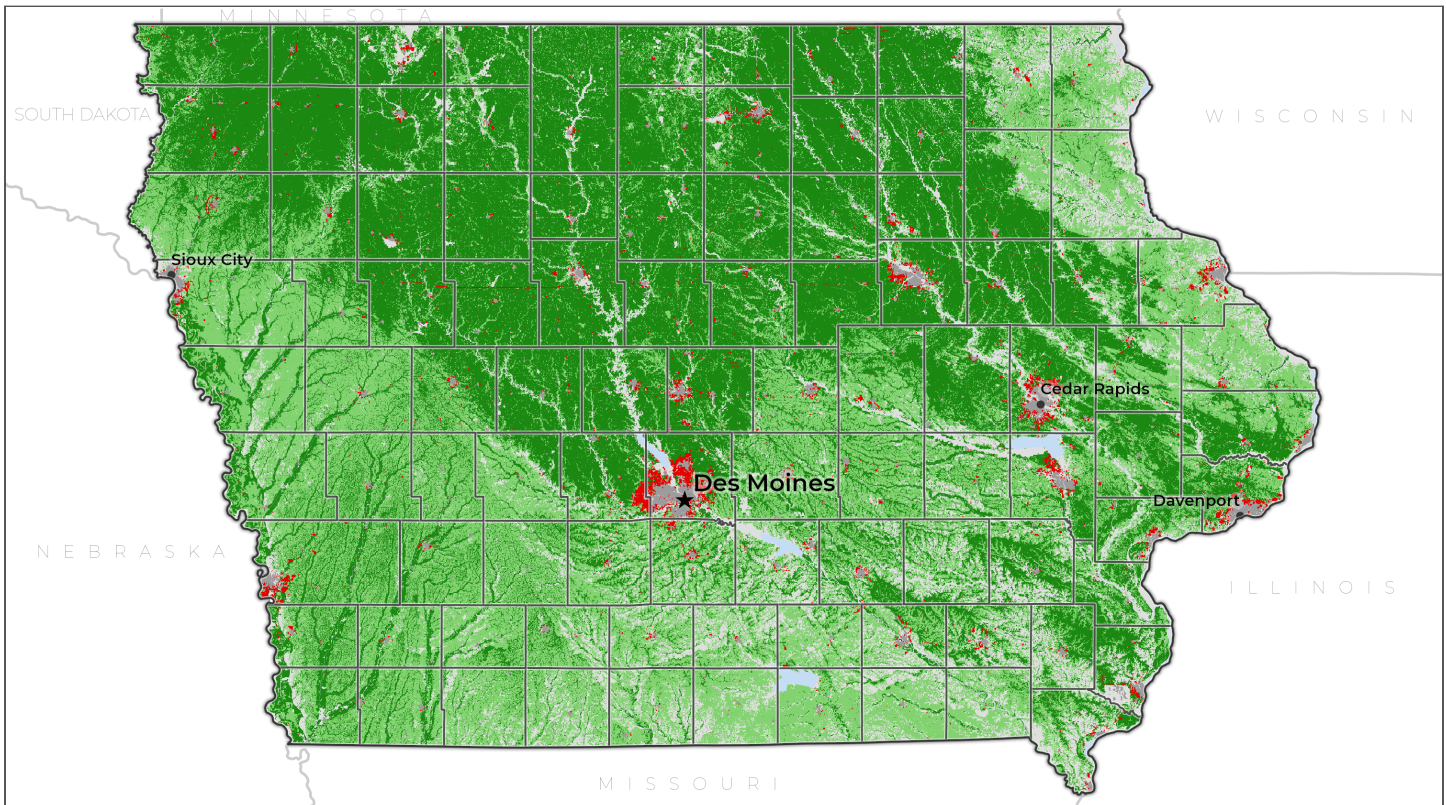 MINNESOTA
SOUTH DAKOTA
WISCONSIN
Sioux City
Cedar Rapids
Des Moines
Davenport
NEBRASKA
ILLINOIS
MISSOURI